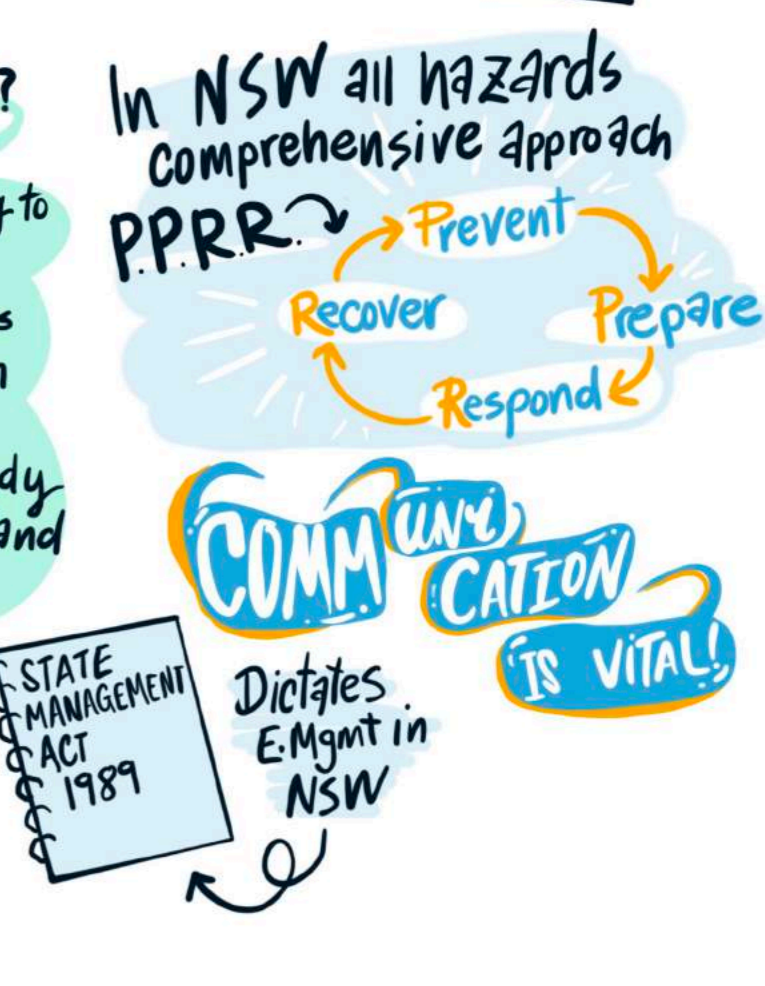 ?
to
s
n
dy
and
In NSW all hazards
comprehensive approach
P.P.R.R.
Prevent
Prepare
Respond
Recover
COMMUNI
CATION
IS ViTAL!
STATE
MANAGEMENT
ACT
1989
Dictates
E.Mgmt in
NSW